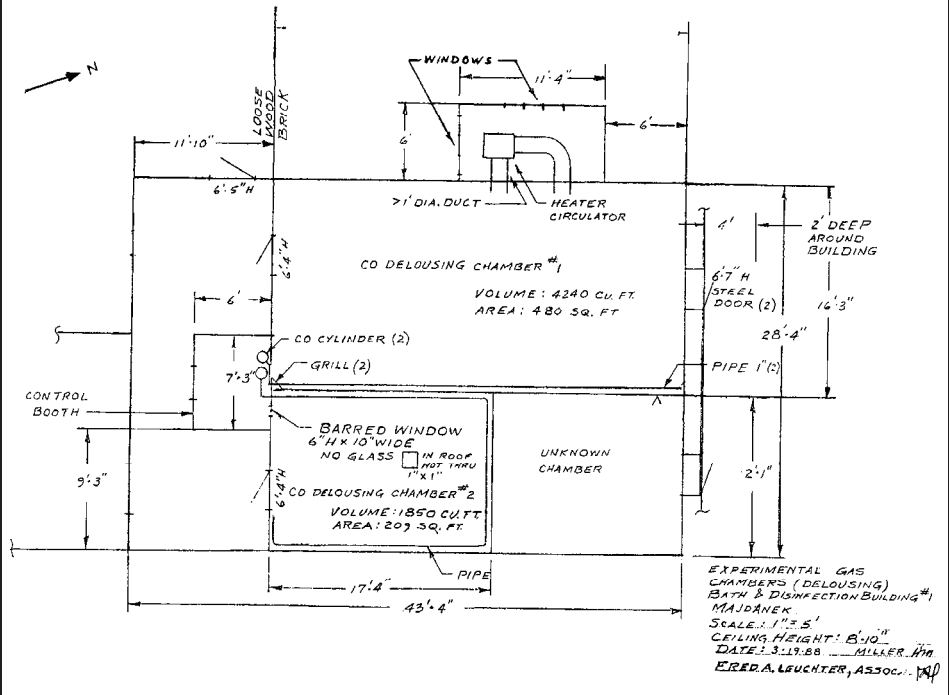 N
WINDOWS
11'-4"
LOOSE
WOOD
BRICK
6'
6'
11'-10"
6'-5"H
>1' DIA. DUCT
HEATER
CIRCULATOR
4'
2' DEEP
AROUND
BUILDING
CO DELOUSING CHAMBER #1
6'-4"H
VOLUME: 4240 CU. FT.
AREA: 480 SQ. FT
6'-7" H
STEEL
DOOR (2)
16'-3"
28'-4"
6'
CO CYLINDER (2)
GRILL (2)
PIPE 1" (2)
7'-3"
CONTROL
BOOTH
BARRED WINDOW
6"H X 10" WIDE
NO GLASS
IN ROOF
NOT THRU
1" X 1"
UNKNOWN
CHAMBER
9'-3"
6'-4"H
2'-1"
CO DELOUSING CHAMBER #2
VOLUME: 1850 CU. FT.
AREA: 209 SQ. FT.
PIPE
17'-4"
43'-4"
EXPERIMENTAL GAS
CHAMBERS (DELOUSING)
BATH & DISINFECTION BUILDING #1
MAJDANEK
SCALE: 1" = 5'
CEILING HEIGHT: 8'-10"
DATE: 3-19-88 MILLER
FRED A. LEUCHTER, ASSOC.